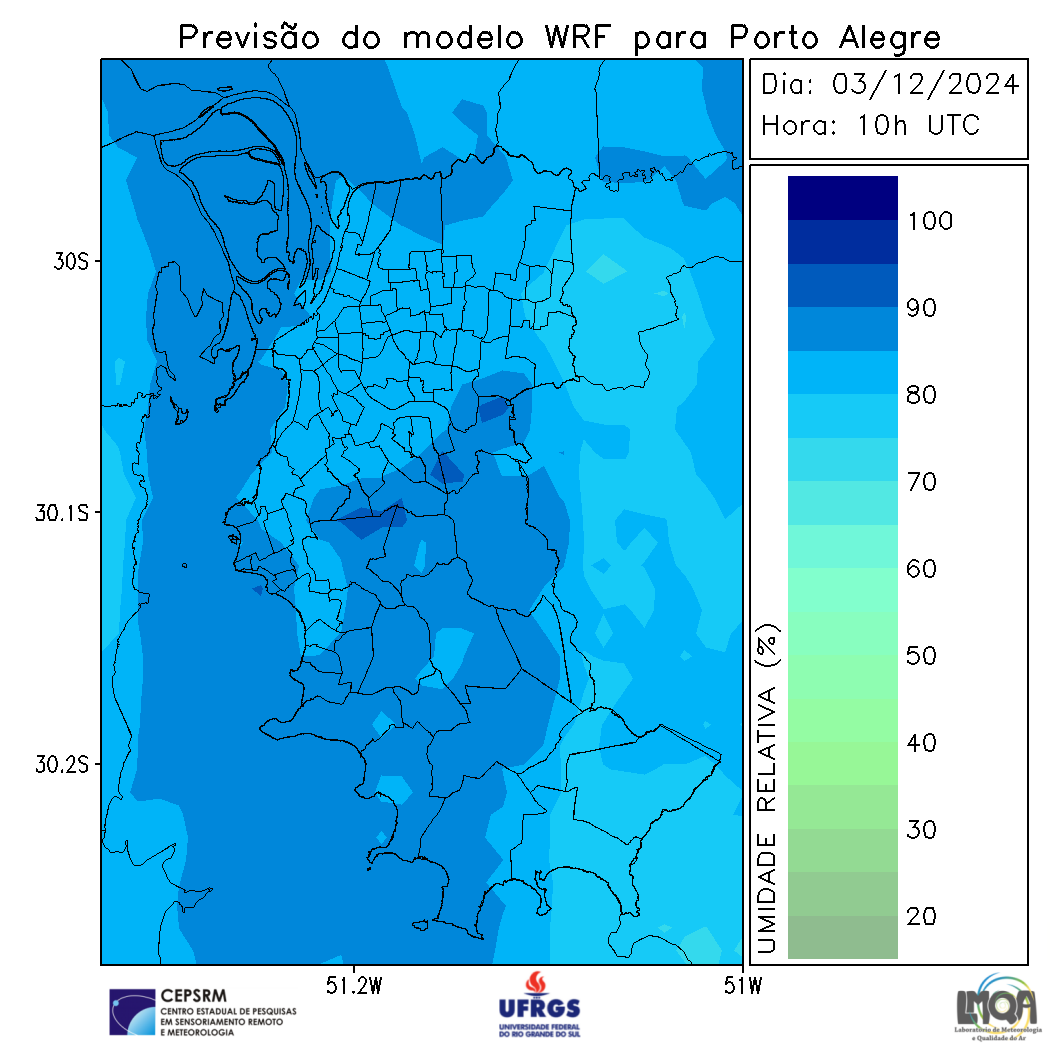 Previsão do modelo WRF para Porto Alegre
Dia: 03/12/2024
Hora: 10h UTC
30S
30.1S
30.2S
51.2W
51W
100
90
80
70
60
50
40
30
20
UMIDADE RELATIVA (%)
CEPSRM
CENTRO ESTADUAL DE PESQUISAS
EM SENSORIAMENTO REMOTO
E METEOROLOGIA
UFRGS
UNIVERSIDADE FEDERAL
DO RIO GRANDE DO SUL
LMQA
Laboratório de Meteorologia
e Qualidade do Ar